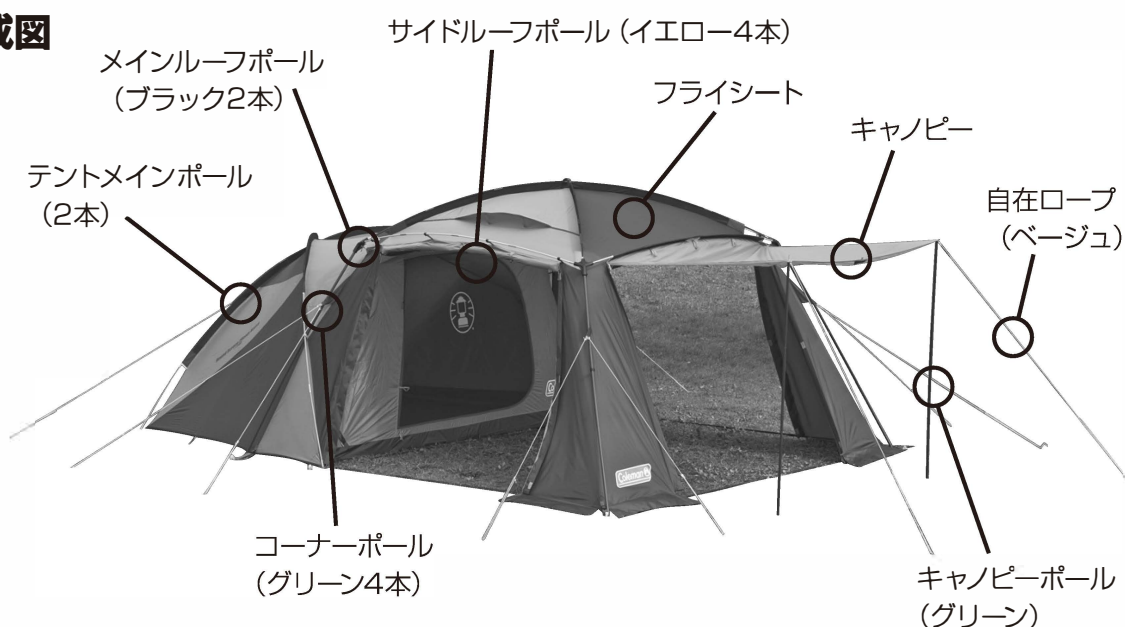 成図
サイドルーフポール（イエロー4本）
メインルーフポール
（ブラック2本）
フライシート
キャノピー
テントメインポール
（2本）
自在ロープ
（ベージュ）
Coleman
コーナーポール
（グリーン4本）
キャノピーポール
（グリーン）